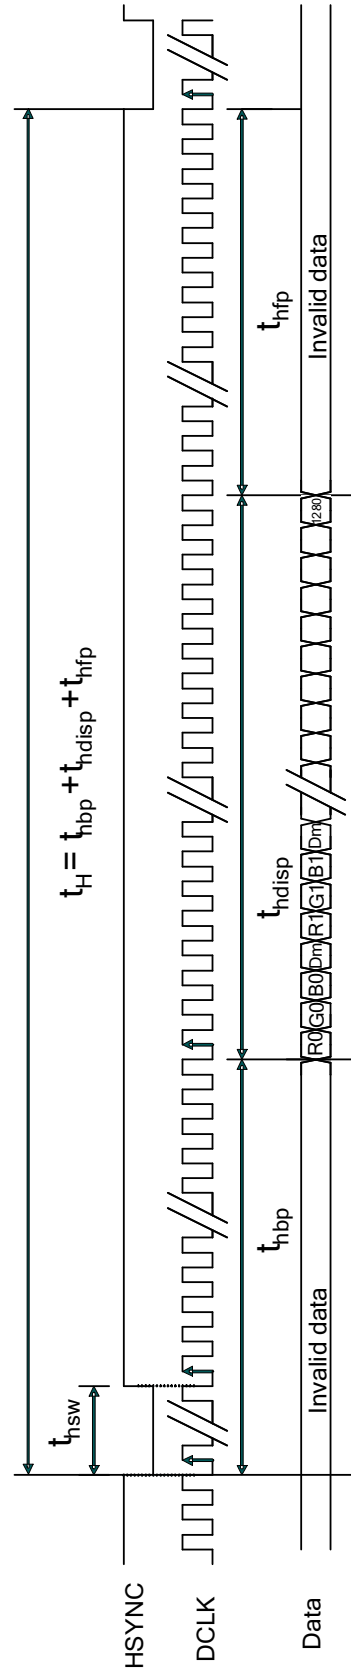 t_H = t_hbp + t_hdisp + t_hfp
t_hsw
HSYNC
DCLK
t_hbp
t_hdisp
t_hfp
Data
Invalid data
R0 G0 B0 Dm R1 G1 B1 Dm
1280
Invalid data